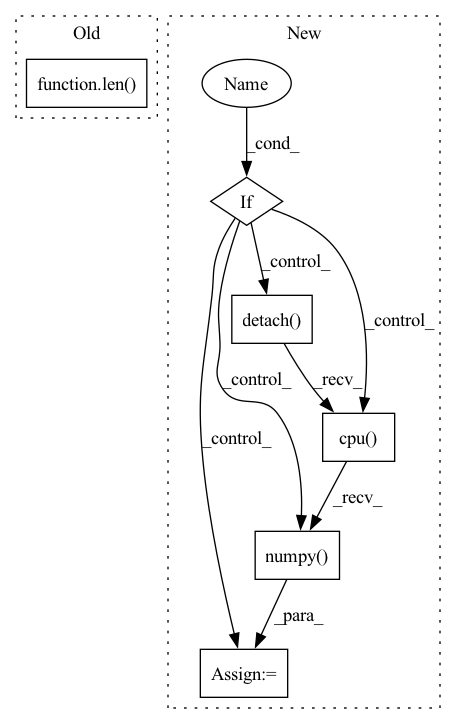 Old
New
function.len()
Name
_cond_
If
_control_
detach()
_control_
_control_
_recv_
_control_
cpu()
_recv_
numpy()
_para_
Assign:=